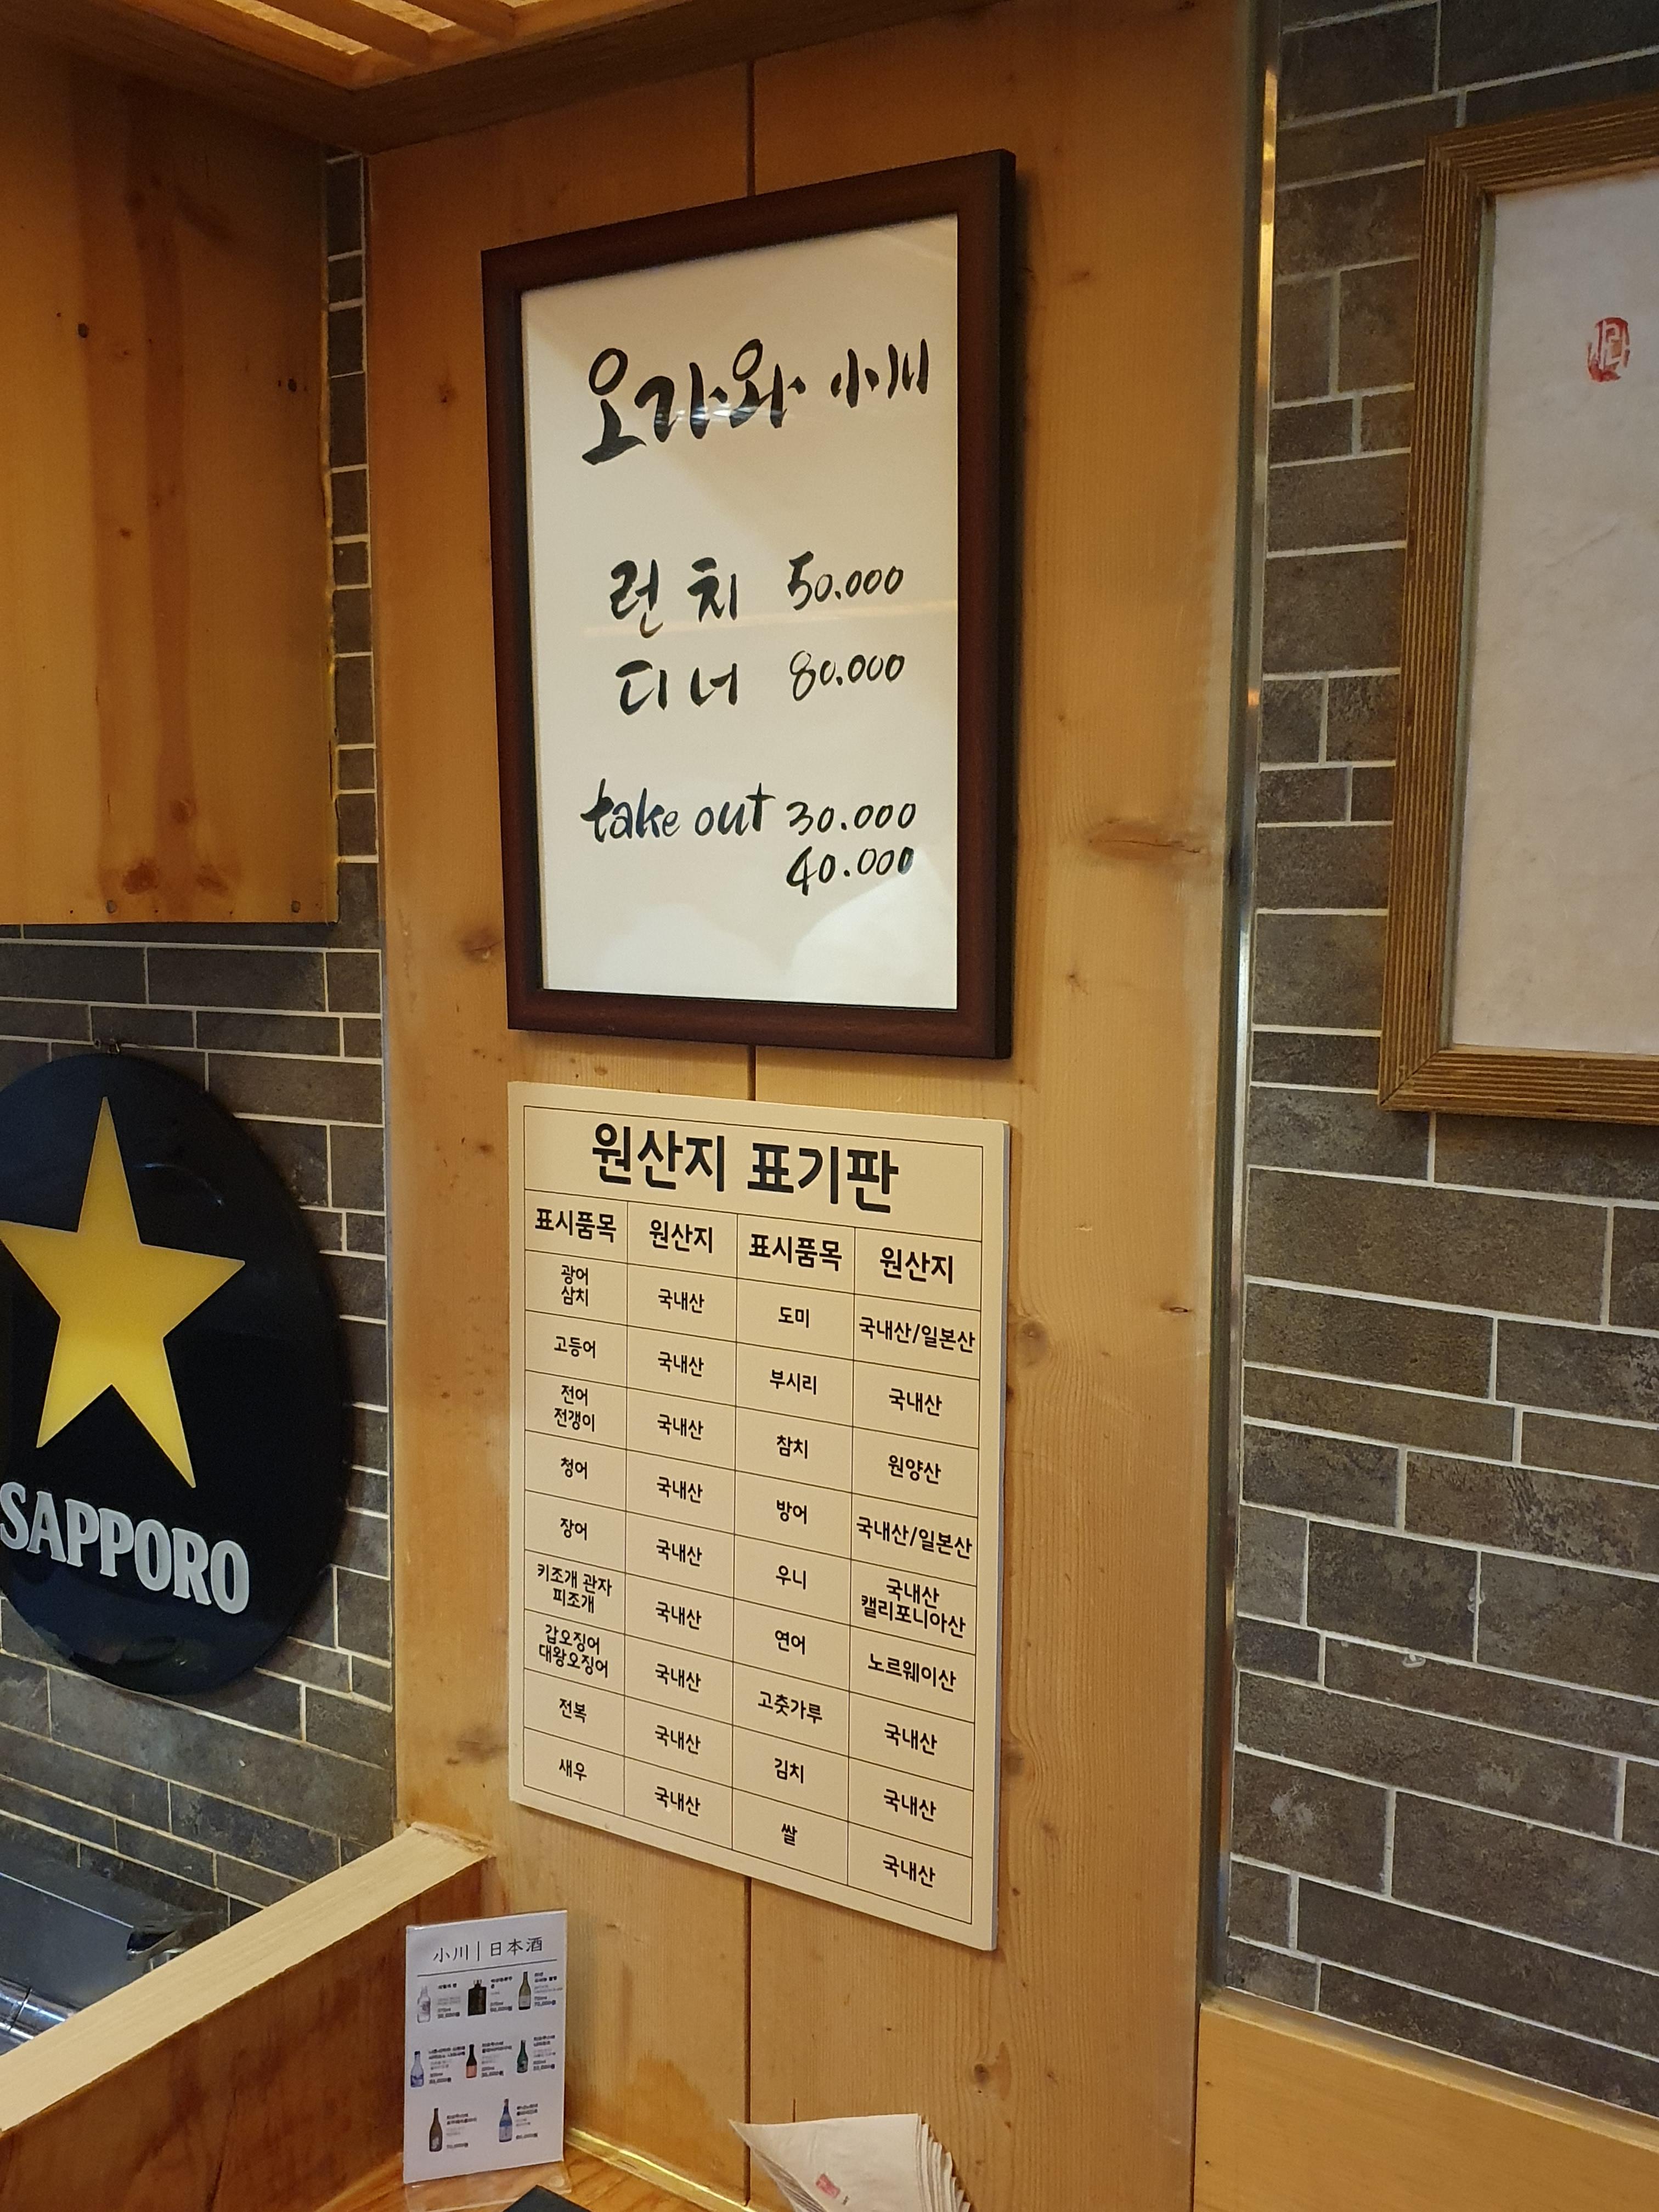 오가와 小川
런치 50.000
디너 80.000
take out 30.000
40.000
원산지 표기판
표시품목 원산지 표시품목 원산지
광어
삼치 국내산 도미 국내산/일본산
고등어 국내산 부시리 국내산
전어
전갱이 국내산 참치 원양산
청어 국내산 방어 국내산/일본산
장어 국내산 우니 국내산
캘리포니아산
키조개 관자
피조개 국내산 연어 노르웨이산
갑오징어
대왕오징어 국내산 고춧가루 국내산
전복 국내산 김치 국내산
새우 국내산 쌀 국내산
SAPPORO
小川 | 日本酒